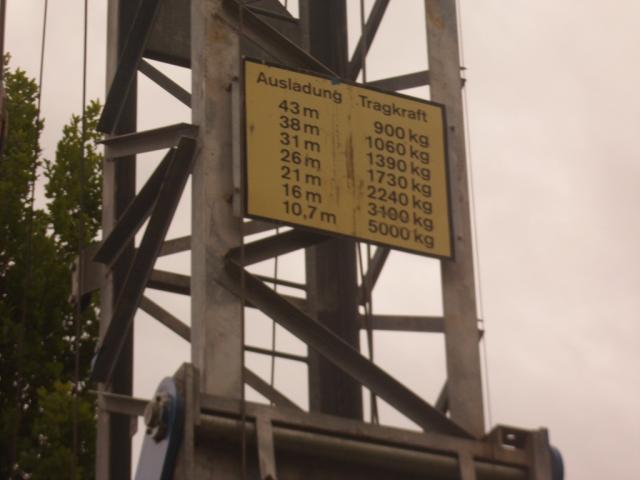 Ausladung Tragkraft
43 m 900 kg
38 m 1060 kg
31 m 1390 kg
26 m 1730 kg
21 m 2240 kg
16 m 3100 kg
10,7 m 5000 kg